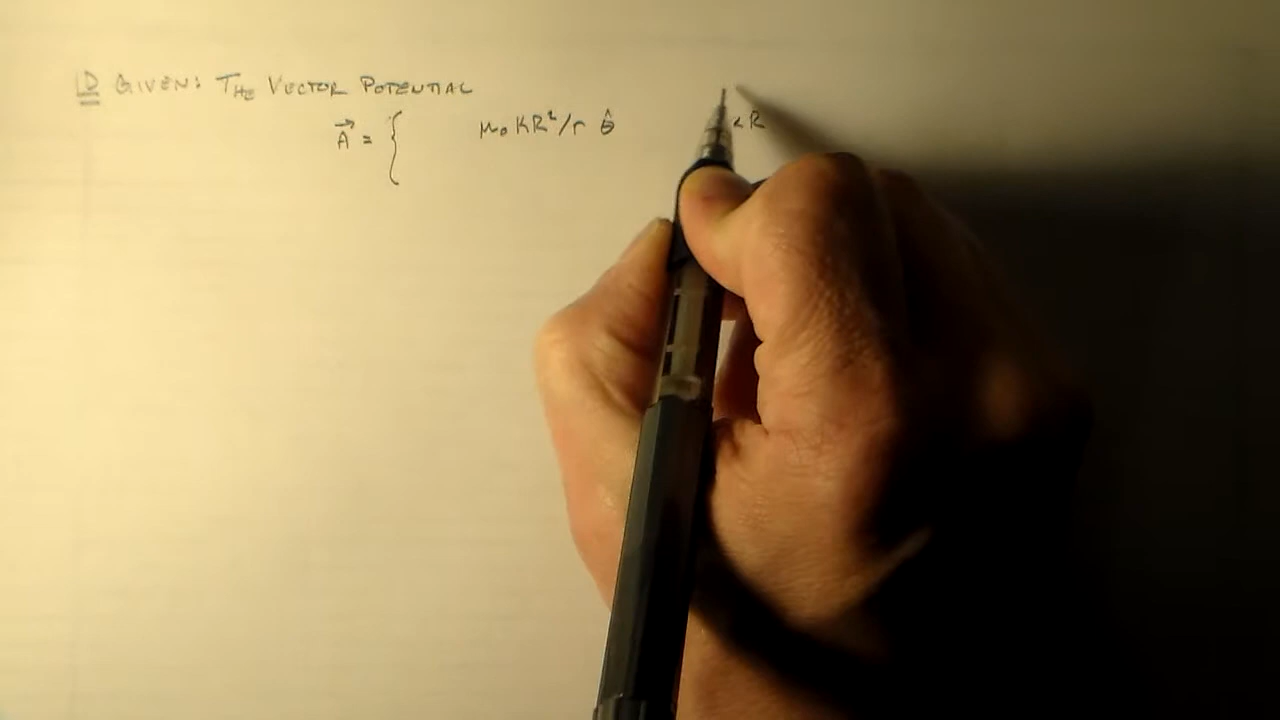 1D GIVEN: THE VECTOR POTENTIAL
A⃗ = { μ₀KR²/r θ̂ < R